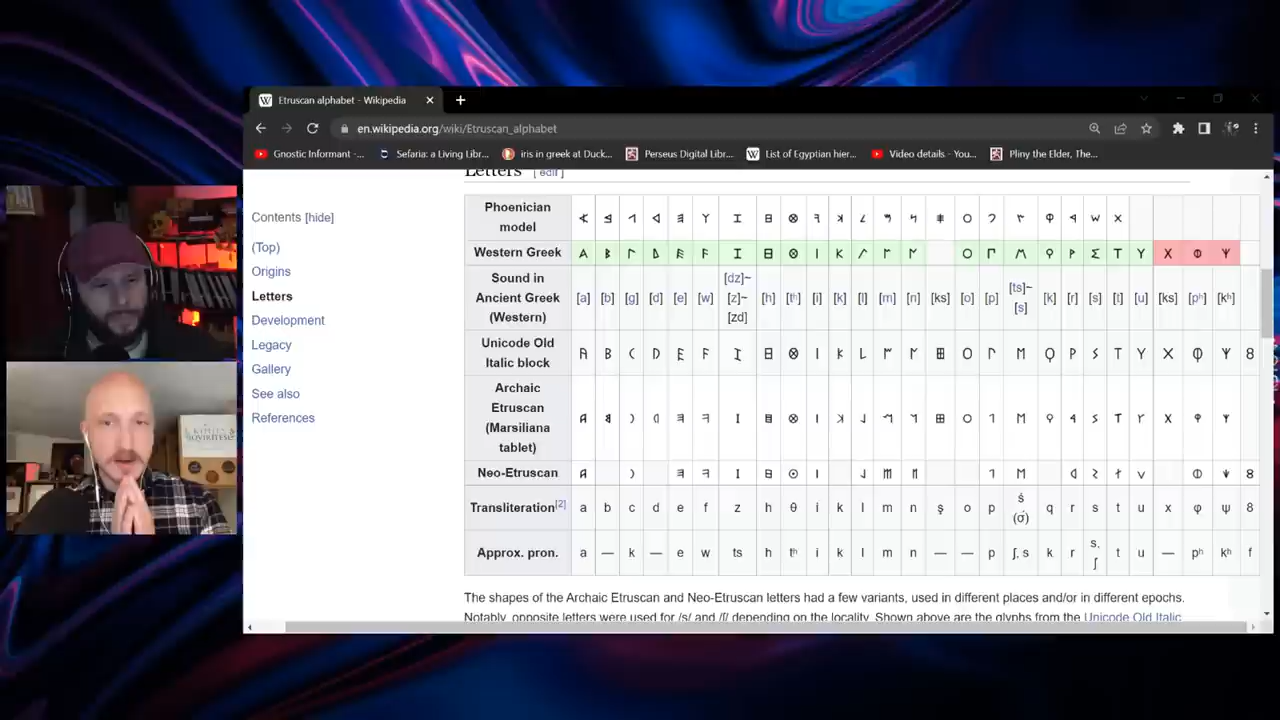 Etruscan alphabet - Wikipedia
en.wikipedia.org/wiki/Etruscan_alphabet
Gnostic Informant -...
Sefaria: a Living Libr...
iris in greek at Duck...
Perseus Digital Libr...
List of Egyptian hier...
Video details - You...
Pliny the Elder, The...
Letters [ edit ]
Contents [hide]
(Top)
Origins
Letters
Development
Legacy
Gallery
See also
References
Phoenician model
Western Greek
Sound in Ancient Greek (Western) [a] [b] [g] [d] [e] [w] [dz]~ [z]~ [zd] [h] [tʰ] [i] [k] [l] [m] [n] [ks] [o] [p] [ts]~ [s] [k] [r] [s] [t] [u] [ks] [pʰ] [kʰ]
Unicode Old Italic block
Archaic Etruscan (Marsiliana tablet)
Neo-Etruscan
Transliteration[2] a b c d e f z h θ i k l m n ş o p ś (σ́) q r s t u x φ ψ 8
Approx. pron. a — k — e w ts h tʰ i k l m n — — p ʃ, s k r s, ʃ t u — pʰ kʰ f
The shapes of the Archaic Etruscan and Neo-Etruscan letters had a few variants, used in different places and/or in different epochs.
Notably, opposite letters were used for /s/ and /ʃ/ depending on the locality. Shown above are the glyphs from the Unicode Old Italic